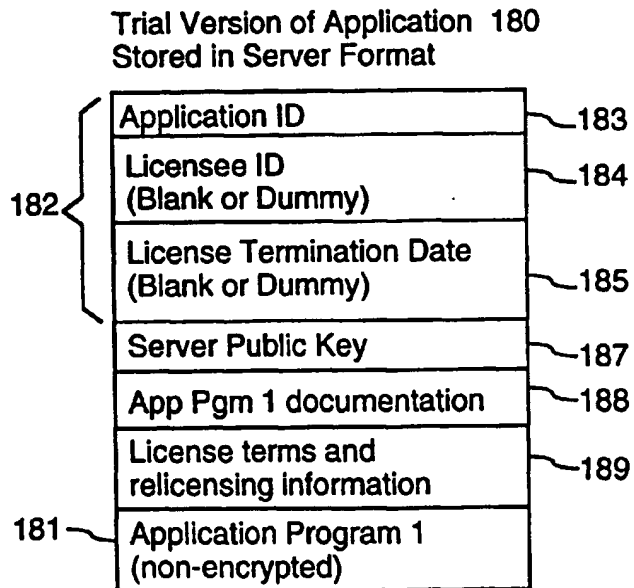 Trial Version of Application 180
Stored in Server Format
Application ID
183
Licensee ID
(Blank or Dummy)
184
182
License Termination Date
(Blank or Dummy)
185
Server Public Key
187
App Pgm 1 documentation
188
License terms and
relicensing information
189
181
Application Program 1
(non-encrypted)